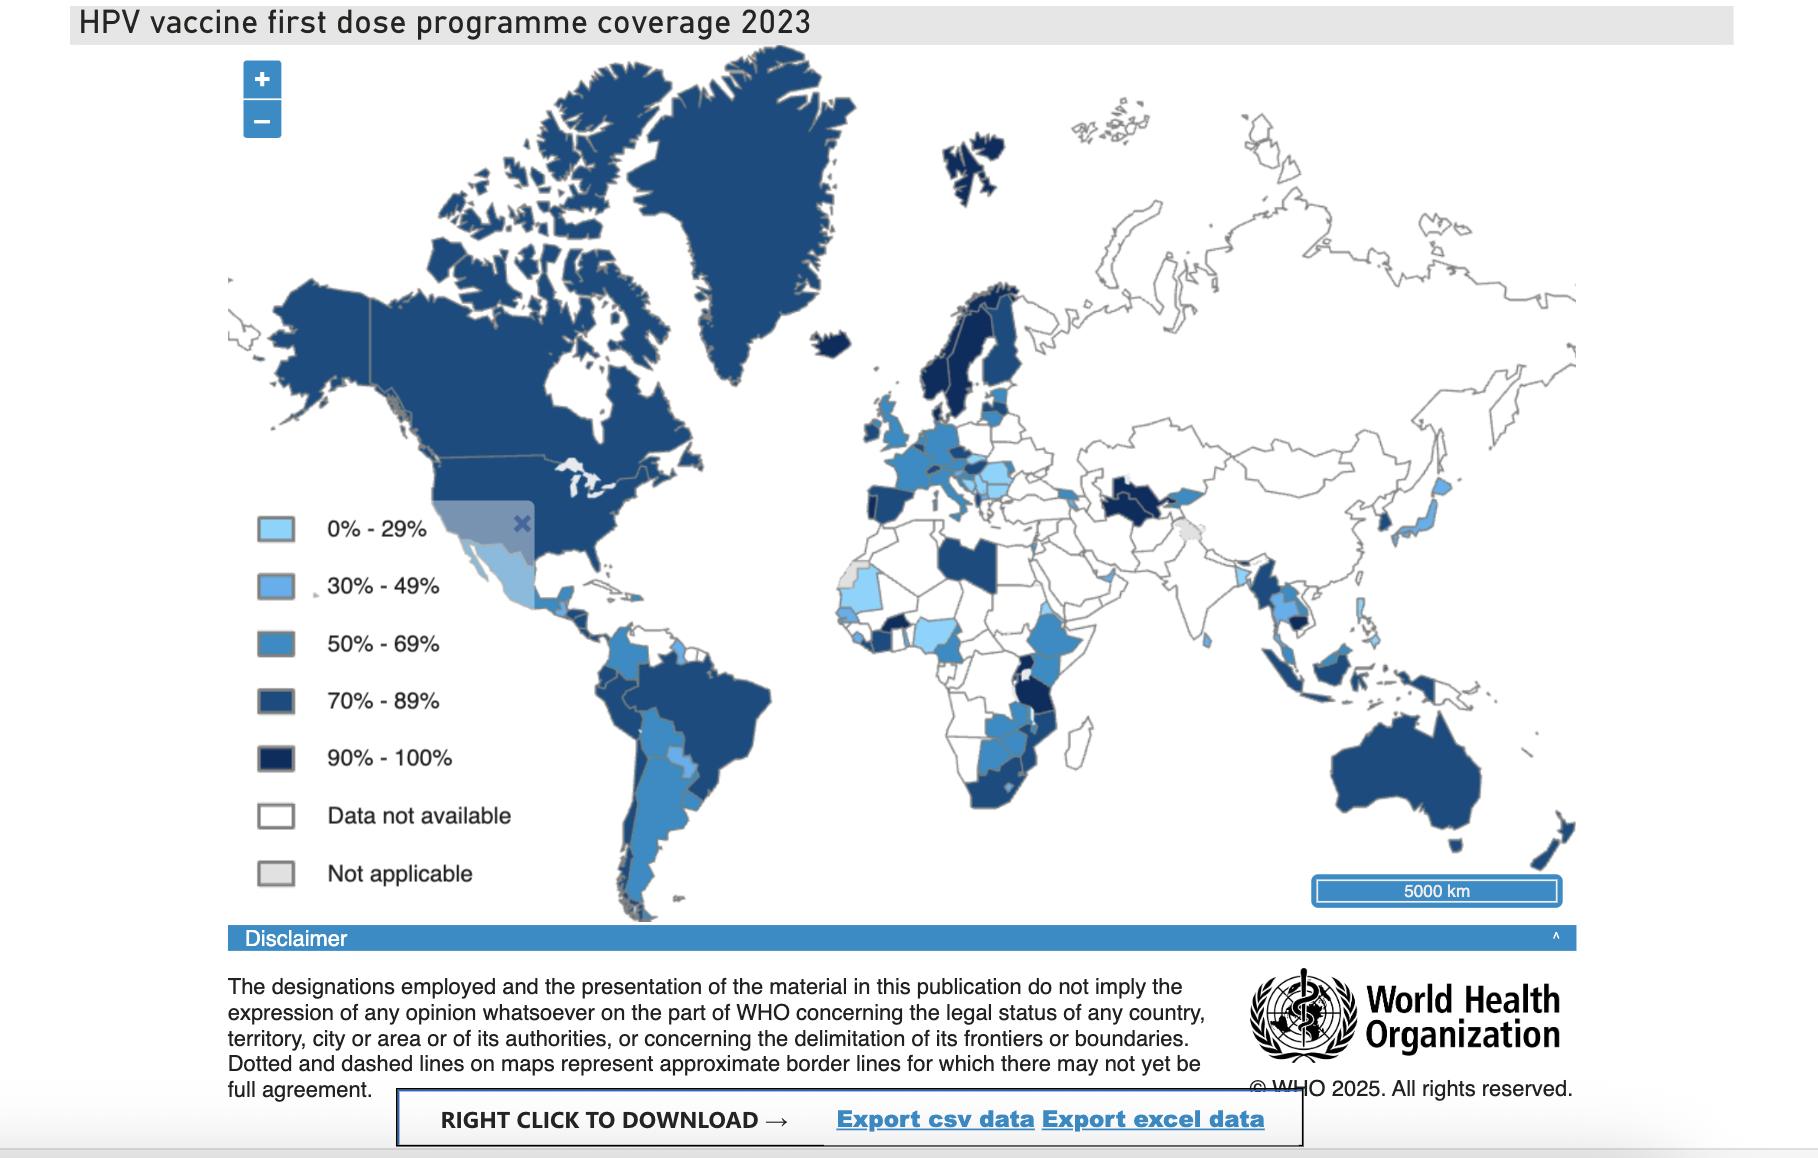 HPV vaccine first dose programme coverage 2023
+
−
0% - 29%
30% - 49%
50% - 69%
70% - 89%
90% - 100%
Data not available
Not applicable
5000 km
Disclaimer
^
The designations employed and the presentation of the material in this publication do not imply the
expression of any opinion whatsoever on the part of WHO concerning the legal status of any country,
territory, city or area or of its authorities, or concerning the delimitation of its frontiers or boundaries.
Dotted and dashed lines on maps represent approximate border lines for which there may not yet be
full agreement.
World Health
Organization
© WHO 2025. All rights reserved.
RIGHT CLICK TO DOWNLOAD → Export csv data Export excel data